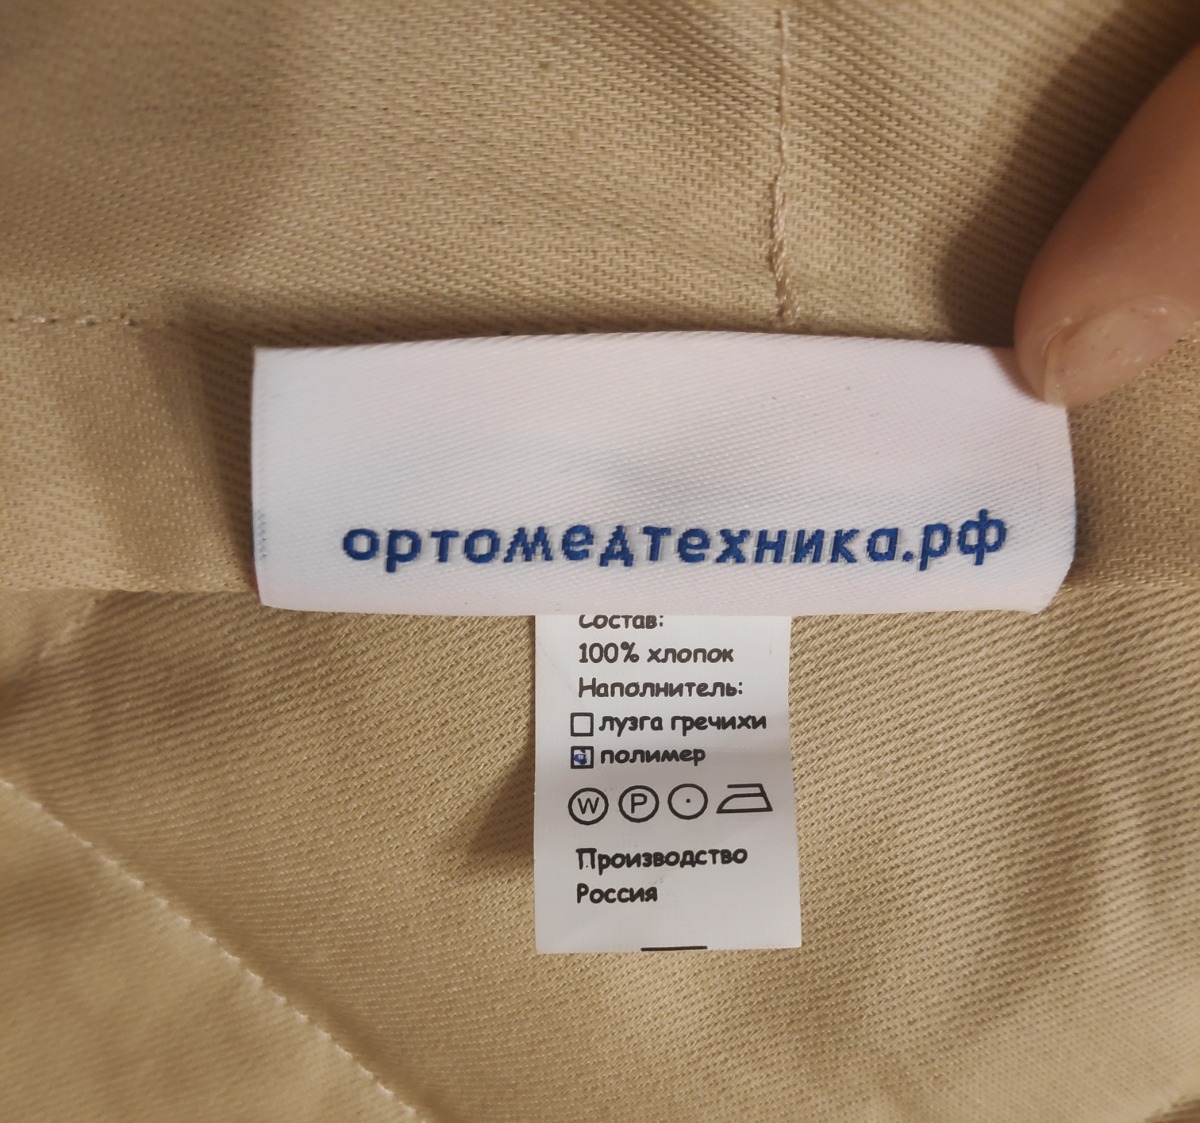 ортомедтехника.рф
Состав:
100% хлопок
Наполнитель:
лузга гречихи
полимер
W P
Производство
Россия